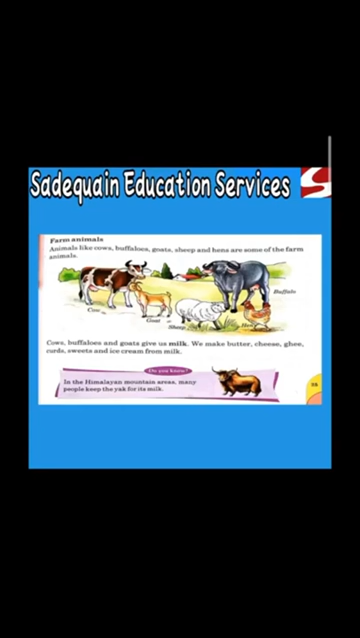 Sadequain Education Services
S
Farm animals
Animals like cows, buffaloes, goats, sheep and hens are some of the farm
animals.
Buffalo
Cow
Goat
Sheep
Hen
Cows, buffaloes and goats give us milk. We make butter, cheese, ghee,
curds, sweets and ice cream from milk.
Do you know?
In the Himalayan mountain areas, many
people keep the yak for its milk.